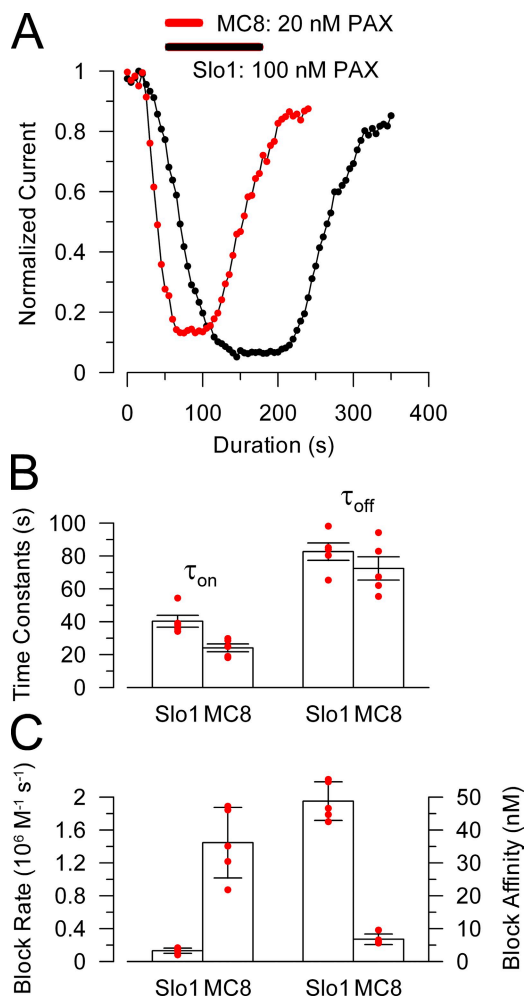 A
MC8: 20 nM PAX
Slo1: 100 nM PAX
1
0.8
0.6
0.4
0.2
0
Normalized Current
0 100 200 300 400
Duration (s)
B
τon
τoff
100
80
60
40
20
0
Time Constants (s)
Slo1 MC8 Slo1 MC8
C
2
1.6
1.2
0.8
0.4
0
Block Rate (10⁶ M⁻¹ s⁻¹)
50
40
30
20
10
0
Block Affinity (nM)
Slo1 MC8 Slo1 MC8